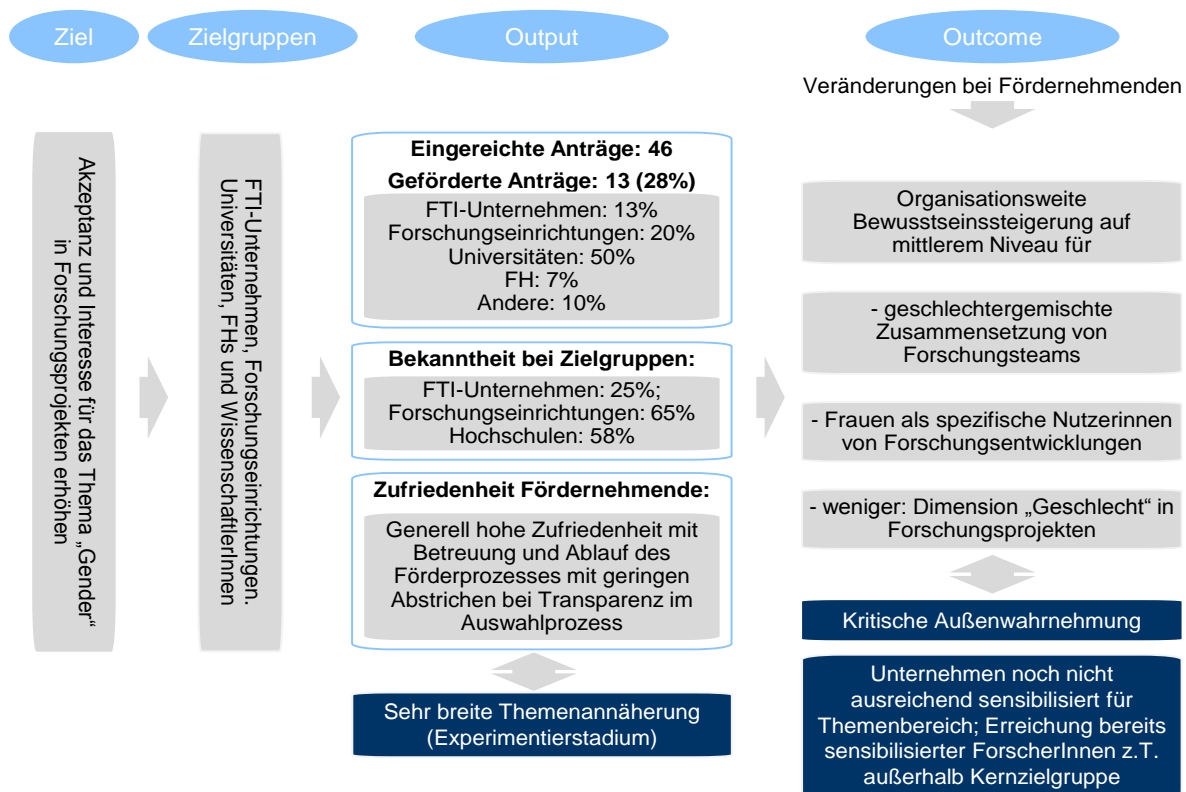 Ziel
Zielgruppen
Output
Outcome
Veränderungen bei Fördernehmenden
Akzeptanz und Interesse für das Thema „Gender“
in Forschungsprojekten erhöhen
FTI-Unternehmen, Forschungseinrichtungen.
Universitäten, FHs und WissenschaftlerInnen
Eingereichte Anträge: 46
Geförderte Anträge: 13 (28%)
FTI-Unternehmen: 13%
Forschungseinrichtungen: 20%
Universitäten: 50%
FH: 7%
Andere: 10%
Bekanntheit bei Zielgruppen:
FTI-Unternehmen: 25%;
Forschungseinrichtungen: 65%
Hochschulen: 58%
Zufriedenheit Fördernehmende:
Generell hohe Zufriedenheit mit
Betreuung und Ablauf des
Förderprozesses mit geringen
Abstrichen bei Transparenz im
Auswahlprozess
Sehr breite Themenannäherung
(Experimentierstadium)
Organisationsweite
Bewusstseinssteigerung auf
mittlerem Niveau für
- geschlechtergemischte
Zusammensetzung von
Forschungsteams
- Frauen als spezifische Nutzerinnen
von Forschungsentwicklungen
- weniger: Dimension „Geschlecht“ in
Forschungsprojekten
Kritische Außenwahrnehmung
Unternehmen noch nicht
ausreichend sensibilisiert für
Themenbereich; Erreichung bereits
sensibilisierter ForscherInnen z.T.
außerhalb Kernzielgruppe